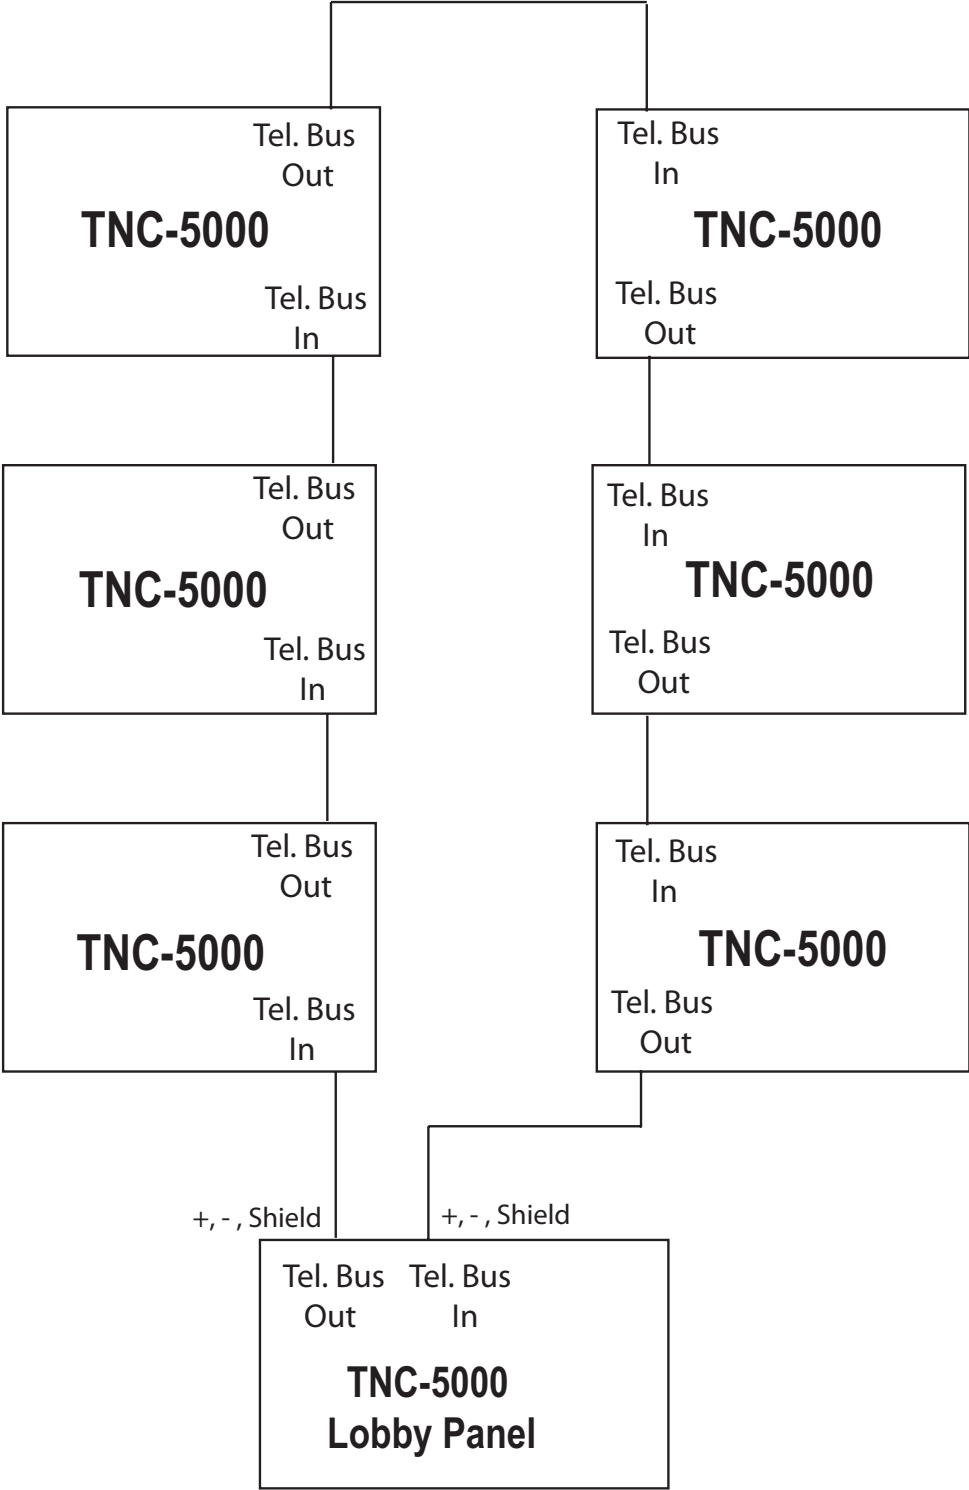 Tel. Bus
Out
TNC-5000
Tel. Bus
In
Tel. Bus
In
TNC-5000
Tel. Bus
Out
Tel. Bus
Out
TNC-5000
Tel. Bus
In
Tel. Bus
In
TNC-5000
Tel. Bus
Out
Tel. Bus
Out
TNC-5000
Tel. Bus
In
Tel. Bus
In
TNC-5000
Tel. Bus
Out
+, - , Shield
+, - , Shield
Tel. Bus
Out
Tel. Bus
In
TNC-5000
Lobby Panel